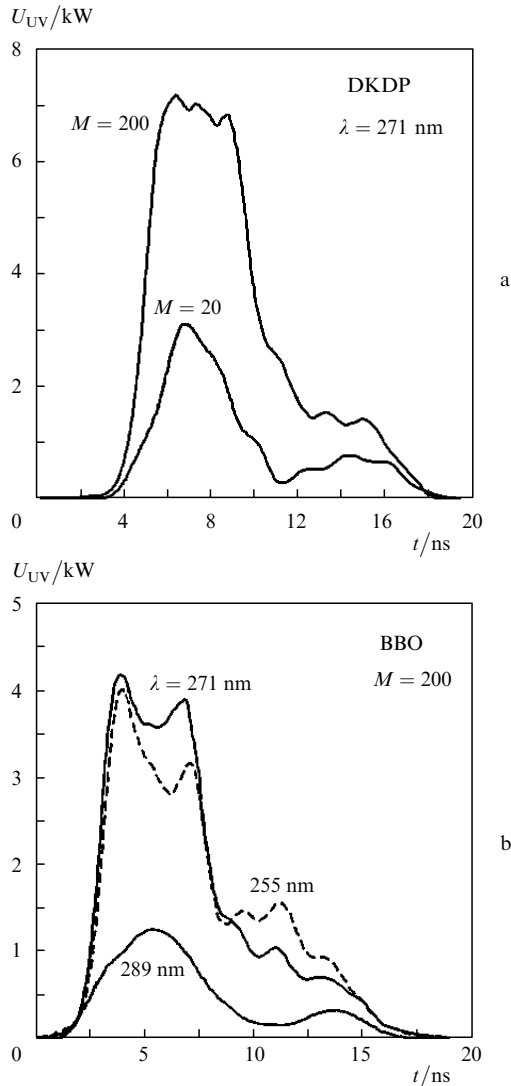 U_UV/kW
8
DKDP
M = 200
λ = 271 nm
6
4
a
M = 20
2
0
4
8
12
16
20
t/ns
U_UV/kW
5
BBO
M = 200
λ = 271 nm
4
3
b
2
255 nm
1
289 nm
0
5
10
15
20
t/ns